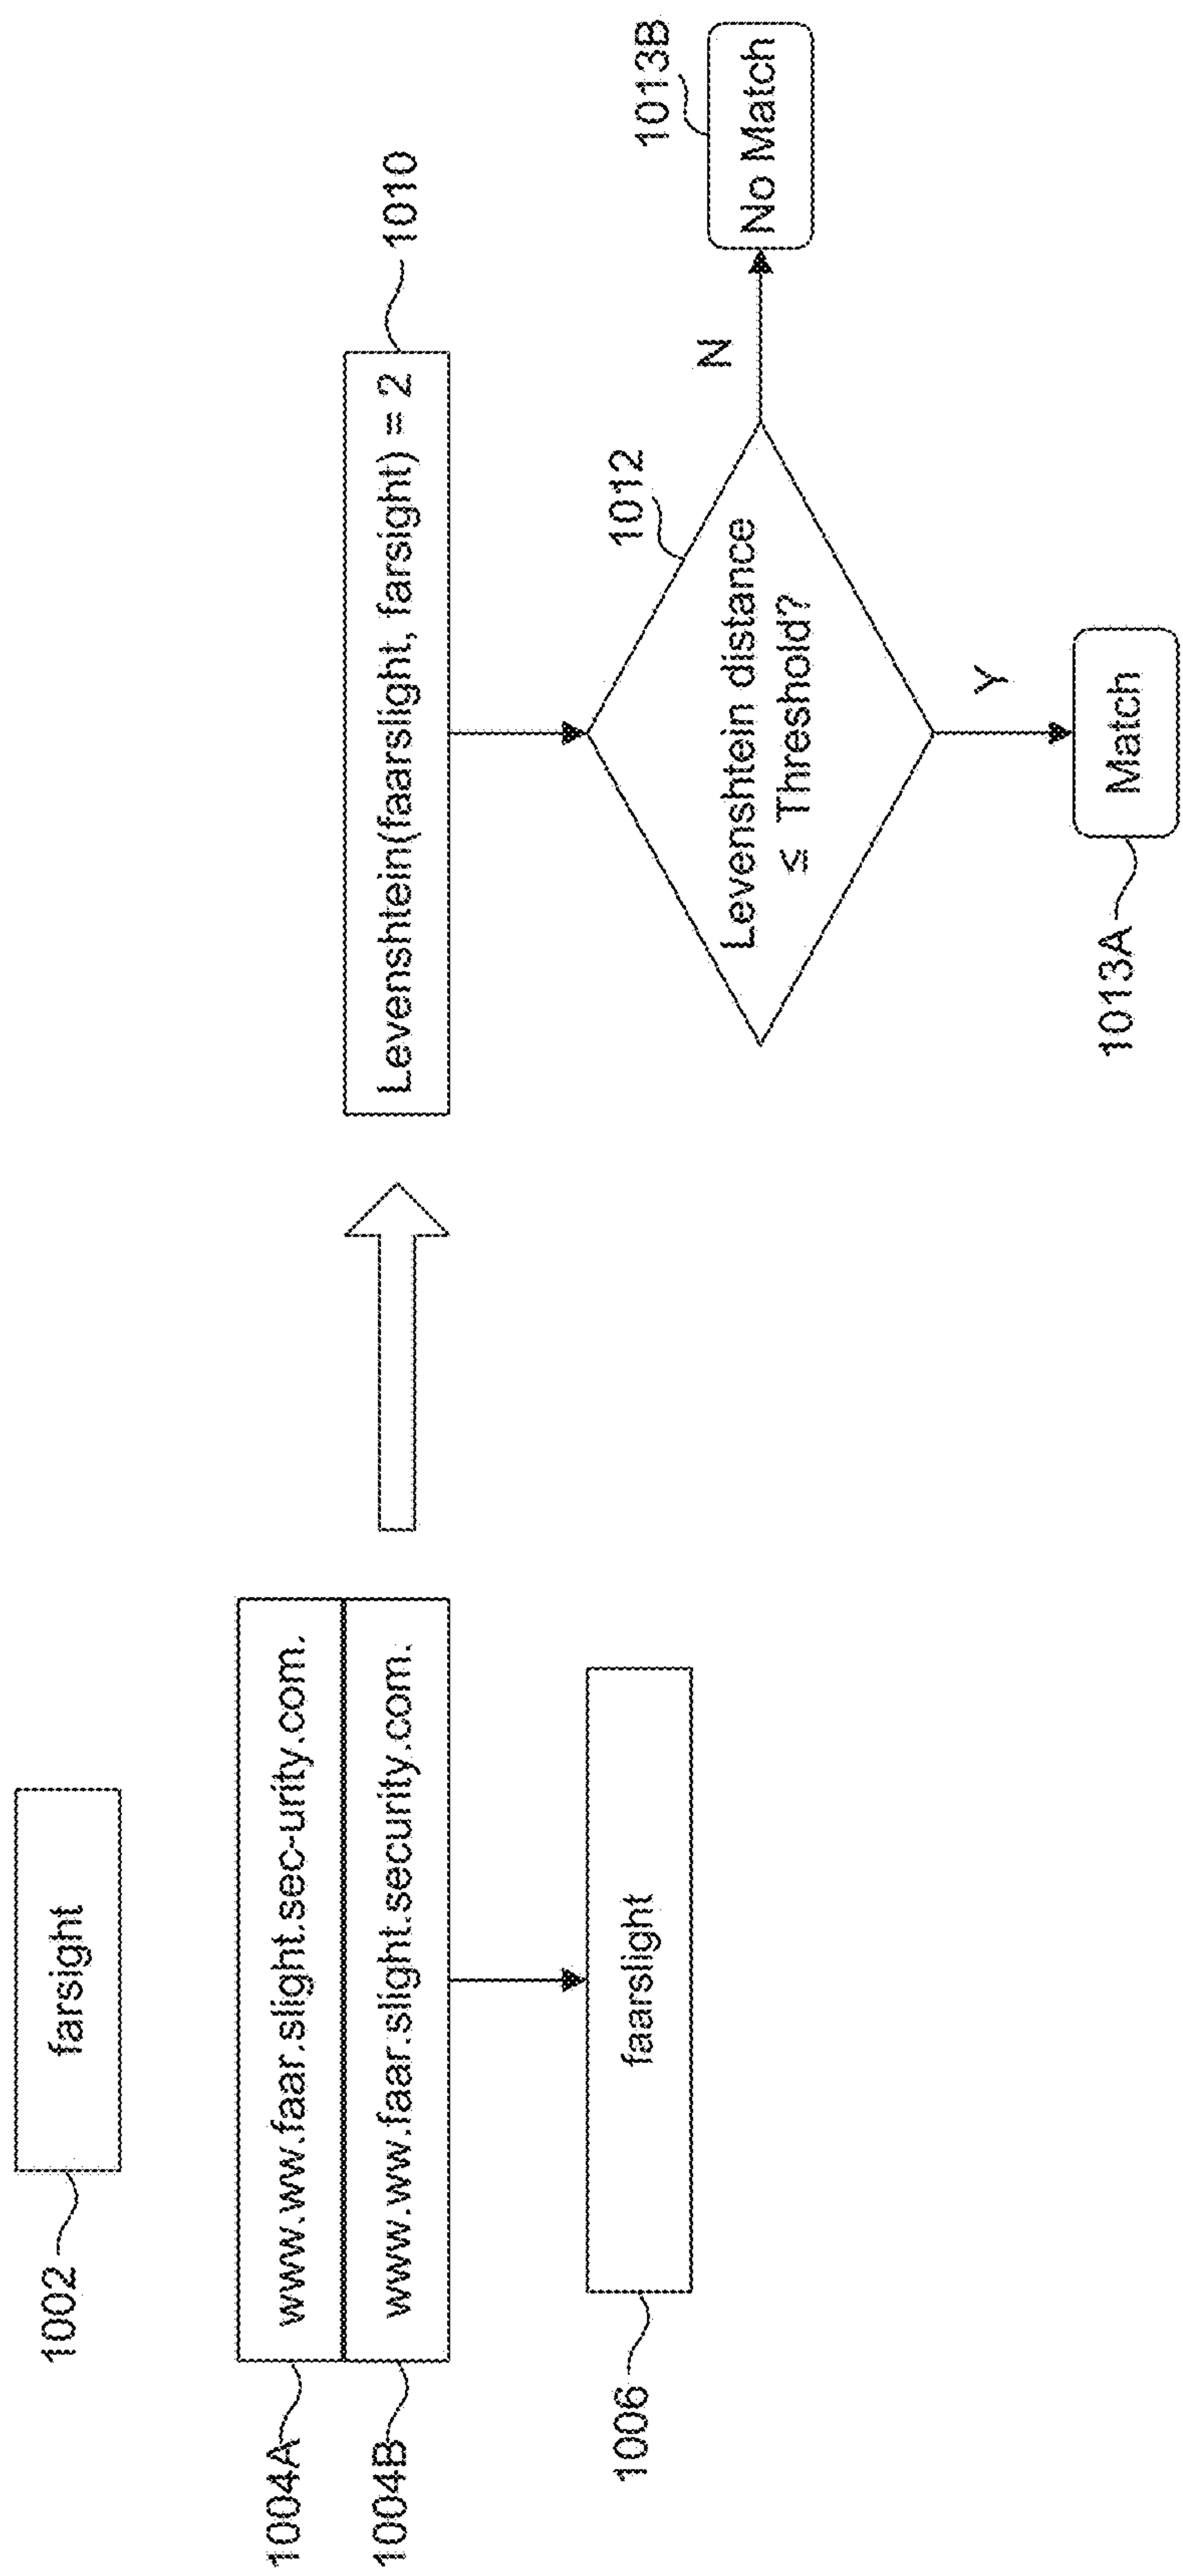 1002
farsight
1004A
www.ww.faar.slight.sec-urity.com.
1004B
www.ww.faar.slight.security.com.
1006
faarslight
Levenshtein(faarslight, farsight) = 2
1010
1012
Levenshtein distance
≤ Threshold?
N
1013B
No Match
Y
1013A
Match